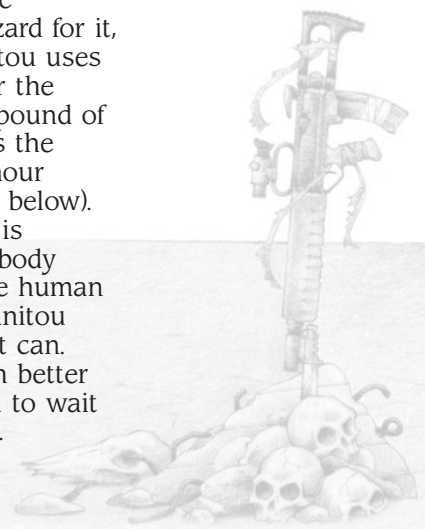 zard for it,
tou uses
r the
pound of
s the
hour
below).
is
body
e human
nitou
t can.
n better
to wait